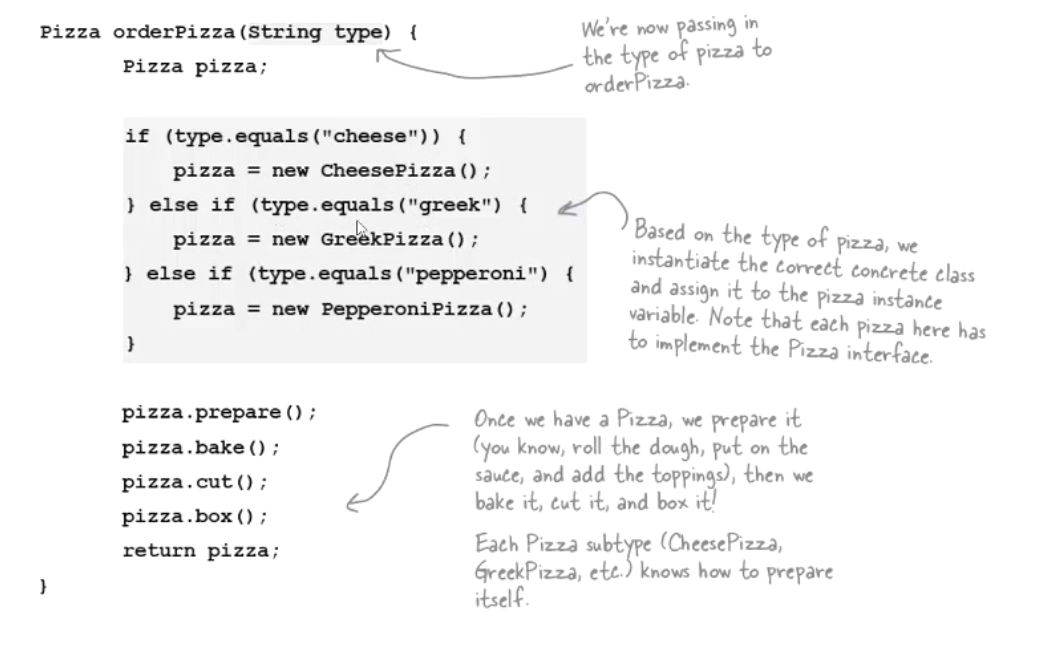 Pizza orderPizza(String type) {
Pizza pizza;
We're now passing in
the type of pizza to
orderPizza.
if (type.equals("cheese")) {
pizza = new CheesePizza();
} else if (type.equals("greek") {
pizza = new GreekPizza();
} else if (type.equals("pepperoni") {
pizza = new PepperoniPizza();
}
Based on the type of pizza, we
instantiate the correct concrete class
and assign it to the pizza instance
variable. Note that each pizza here has
to implement the Pizza interface.
pizza.prepare();
pizza.bake();
pizza.cut();
pizza.box();
return pizza;
}
Once we have a Pizza, we prepare it
(you know, roll the dough, put on the
sauce, and add the toppings), then we
bake it, cut it, and box it!
Each Pizza subtype (CheesePizza,
GreekPizza, etc.) knows how to prepare
itself.